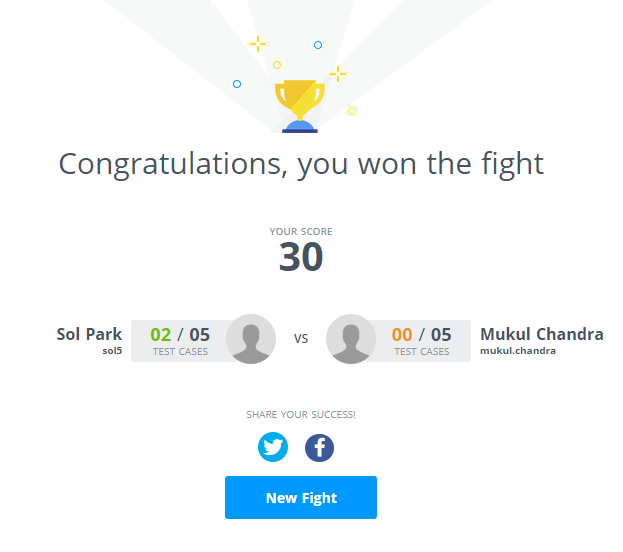 Congratulations, you won the fight
YOUR SCORE
30
Sol Park
sol5
02 / 05
TEST CASES
VS
00 / 05
TEST CASES
Mukul Chandra
mukul.chandra
SHARE YOUR SUCCESS!
New Fight